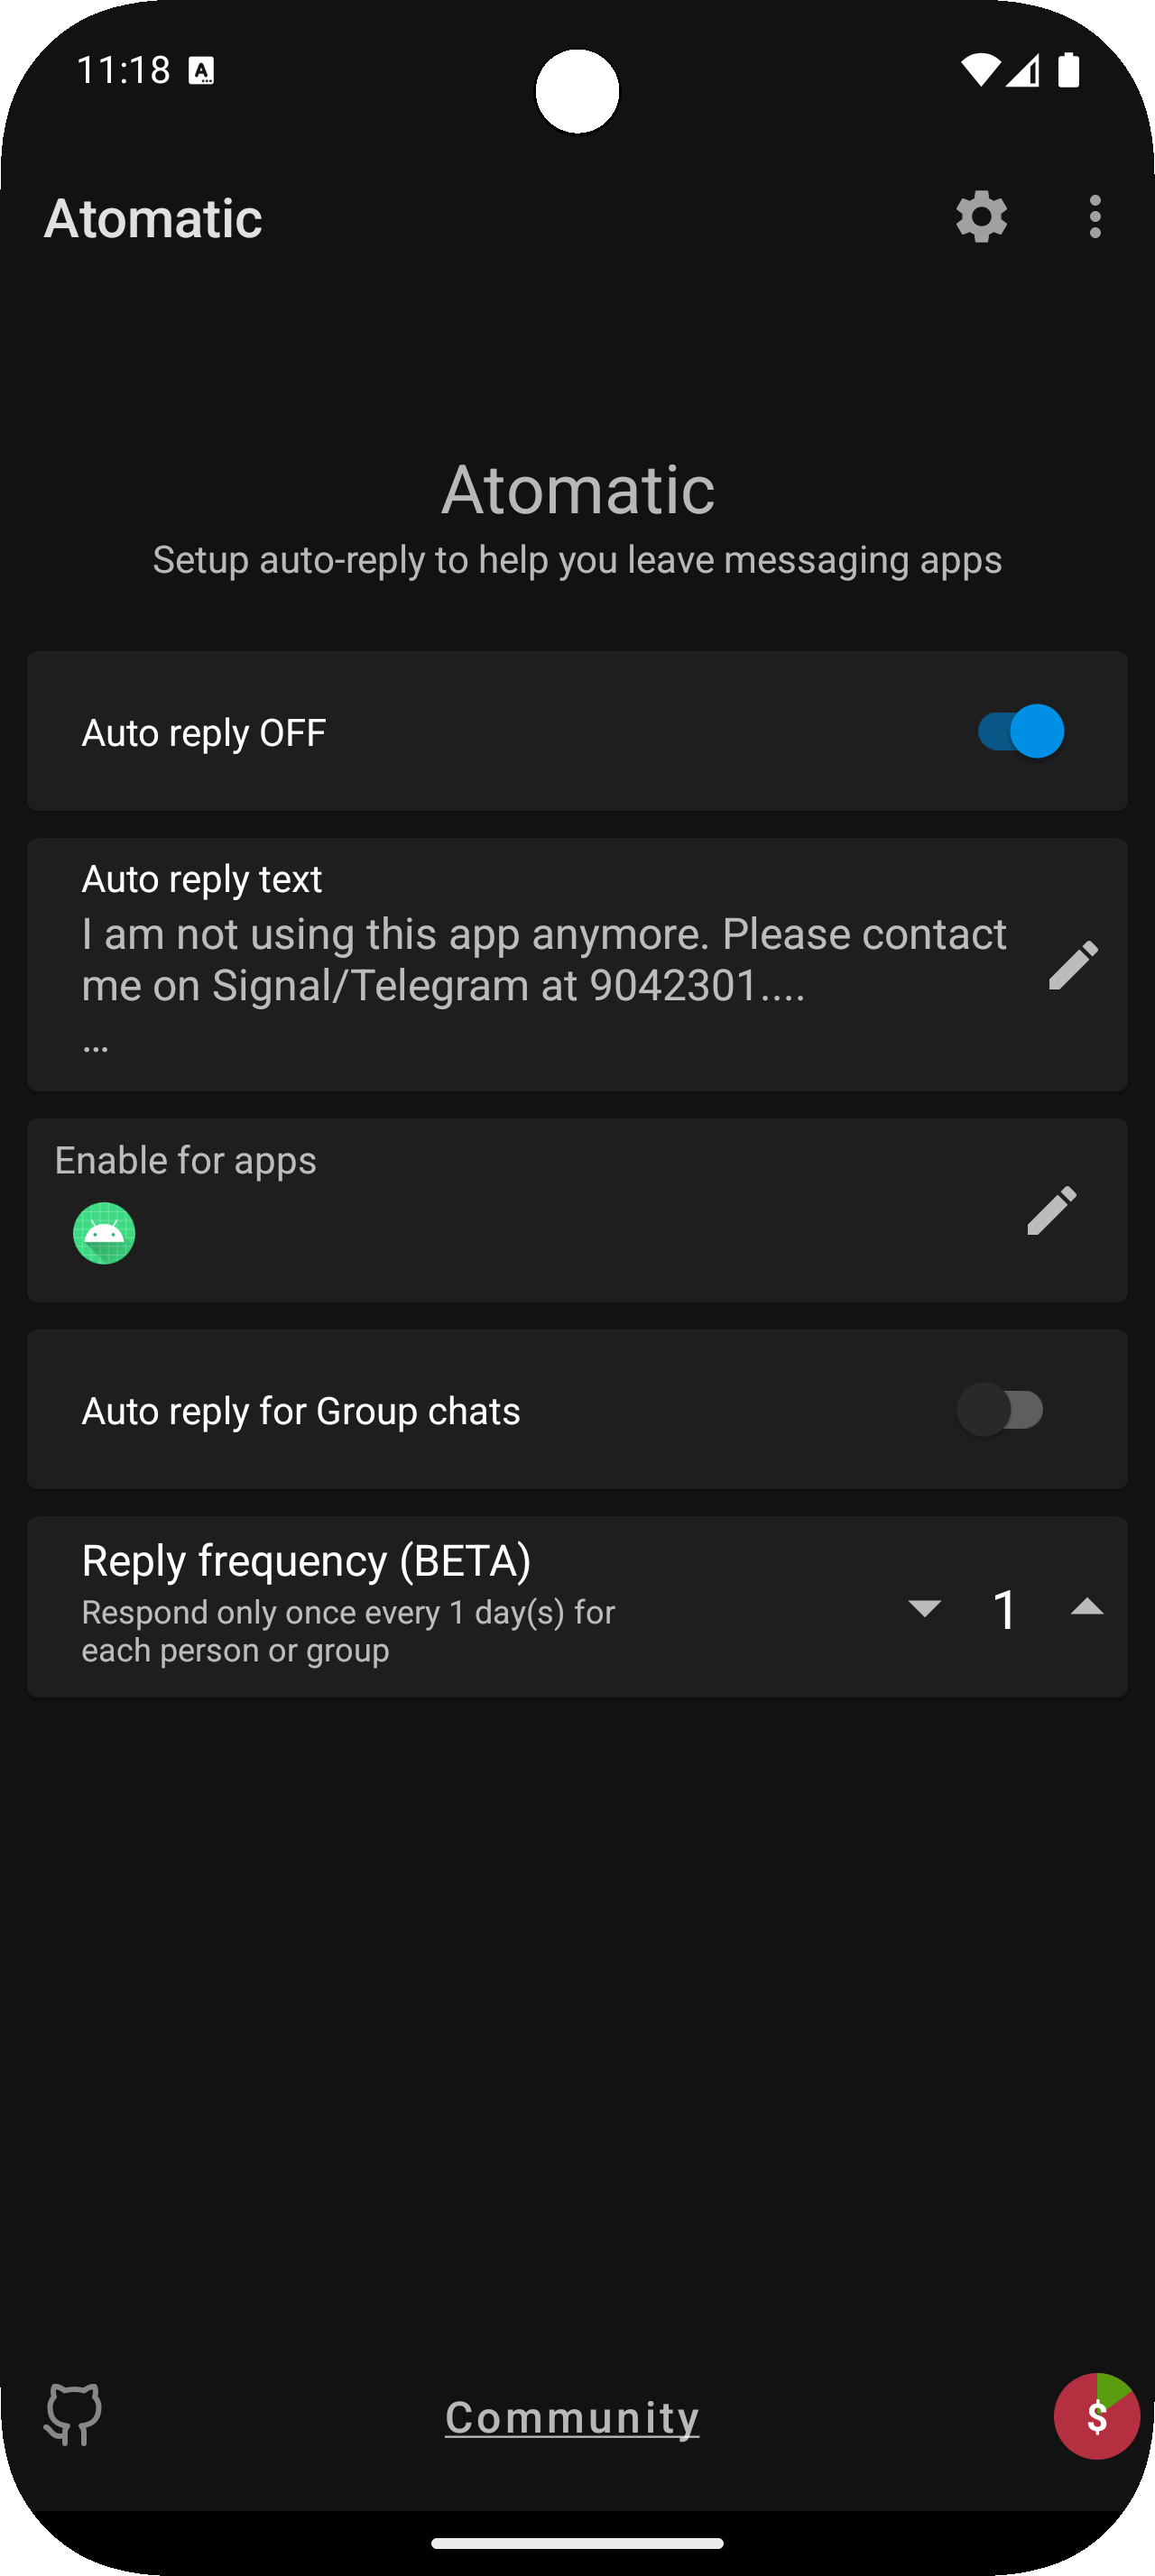 11:18
Atomatic
Atomatic
Setup auto-reply to help you leave messaging apps
Auto reply OFF
Auto reply text
I am not using this app anymore. Please contact
me on Signal/Telegram at 9042301....
...
Enable for apps
Auto reply for Group chats
Reply frequency (BETA)
Respond only once every 1 day(s) for
each person or group
1
Community
$